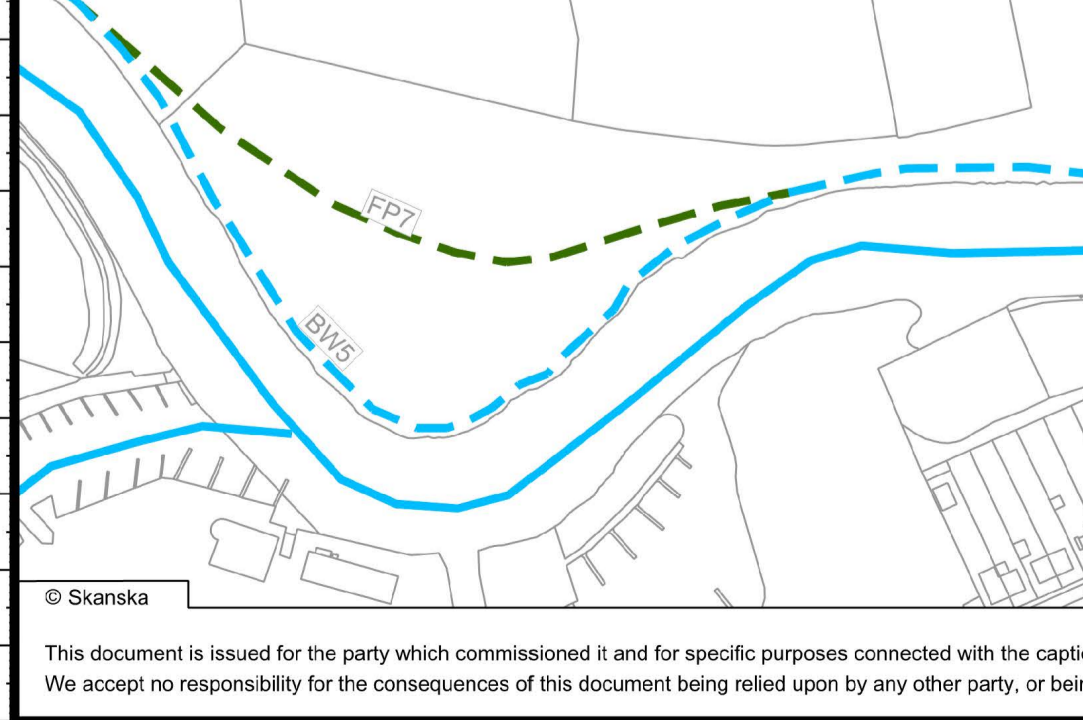 FP7
BW5
© Skanska
This document is issued for the party which commissioned it and for specific purposes connected with the
We accept no responsibility for the consequences of this document being relied upon by any other party, or